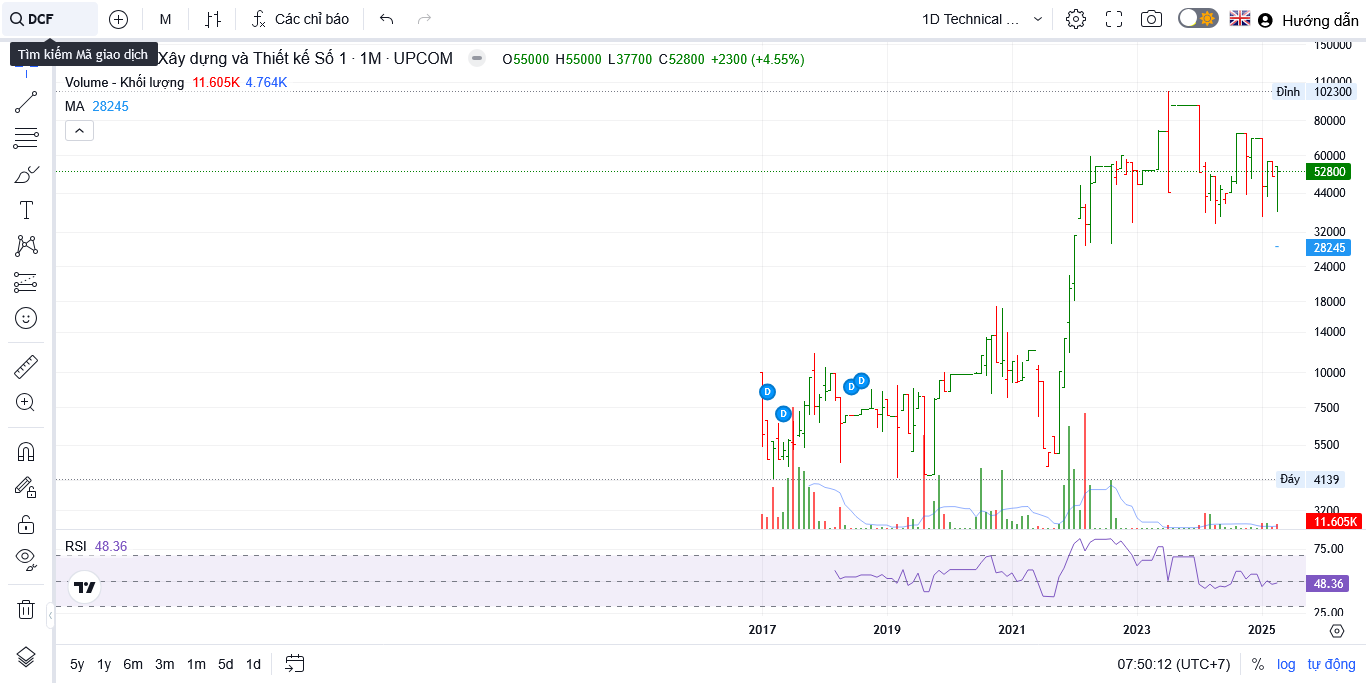 DCF
M
Các chỉ báo
1D Technical ...
Hướng dẫn
Tìm kiếm Mã giao dịch
Xây dựng và Thiết kế Số 1 · 1M · UPCOM
O55000 H55000 L37700 C52800 +2300 (+4.55%)
Volume - Khối lượng 11.605K 4.764K
MA 28245
150000
110000
Đỉnh 102300
80000
60000
52800
44000
32000
28245
24000
18000
14000
10000
7500
5500
Đáy 4139
3200
11.605K
D
D
D
D
RSI 48.36
75.00
48.36
25.00
2017
2019
2021
2023
2025
5y 1y 6m 3m 1m 5d 1d
07:50:12 (UTC+7)
% log tự động